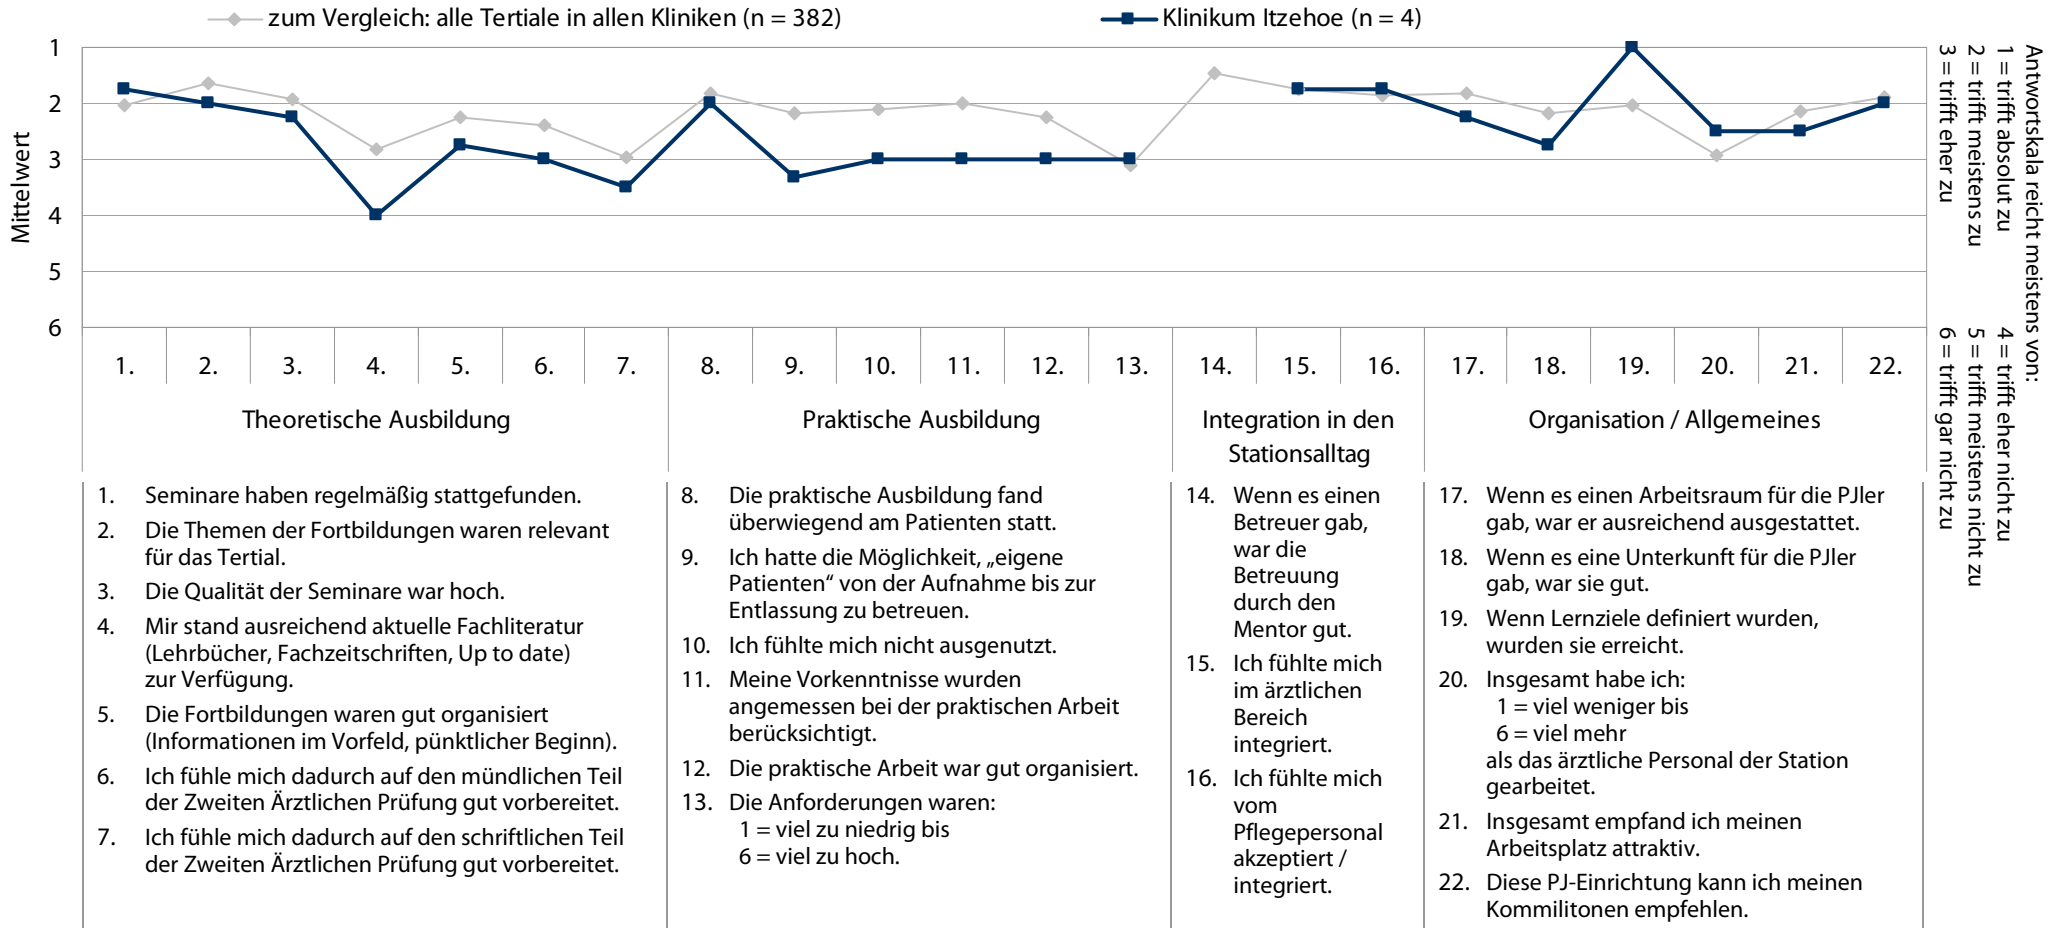 zum Vergleich: alle Tertiale in allen Kliniken (n = 382)
Klinikum Itzehoe (n = 4)
Mittelwert
1
2
3
4
5
6
Antwortskala reicht meistens von:
1 = trifft absolut zu
2 = trifft meistens zu
3 = trifft eher zu
4 = trifft eher nicht zu
5 = trifft meistens nicht zu
6 = trifft gar nicht zu
1. 2. 3. 4. 5. 6. 7. 8. 9. 10. 11. 12. 13. 14. 15. 16. 17. 18. 19. 20. 21. 22.
Theoretische Ausbildung
Praktische Ausbildung
Integration in den
Stationsalltag
Organisation / Allgemeines
1. Seminare haben regelmäßig stattgefunden.
2. Die Themen der Fortbildungen waren relevant
für das Tertial.
3. Die Qualität der Seminare war hoch.
4. Mir stand ausreichend aktuelle Fachliteratur
(Lehrbücher, Fachzeitschriften, Up to date)
zur Verfügung.
5. Die Fortbildungen waren gut organisiert
(Informationen im Vorfeld, pünktlicher Beginn).
6. Ich fühle mich dadurch auf den mündlichen Teil
der Zweiten Ärztlichen Prüfung gut vorbereitet.
7. Ich fühle mich dadurch auf den schriftlichen Teil
der Zweiten Ärztlichen Prüfung gut vorbereitet.
8. Die praktische Ausbildung fand
überwiegend am Patienten statt.
9. Ich hatte die Möglichkeit, „eigene
Patienten“ von der Aufnahme bis zur
Entlassung zu betreuen.
10. Ich fühlte mich nicht ausgenutzt.
11. Meine Vorkenntnisse wurden
angemessen bei der praktischen Arbeit
berücksichtigt.
12. Die praktische Arbeit war gut organisiert.
13. Die Anforderungen waren:
1 = viel zu niedrig bis
6 = viel zu hoch.
14. Wenn es einen
Betreuer gab,
war die
Betreuung
durch den
Mentor gut.
15. Ich fühlte mich
im ärztlichen
Bereich
integriert.
16. Ich fühlte mich
vom
Pflegepersonal
akzeptiert /
integriert.
17. Wenn es einen Arbeitsraum für die PJler
gab, war er ausreichend ausgestattet.
18. Wenn es eine Unterkunft für die PJler
gab, war sie gut.
19. Wenn Lernziele definiert wurden,
wurden sie erreicht.
20. Insgesamt habe ich:
1 = viel weniger bis
6 = viel mehr
als das ärztliche Personal der Station
gearbeitet.
21. Insgesamt empfand ich meinen
Arbeitsplatz attraktiv.
22. Diese PJ-Einrichtung kann ich meinen
Kommilitonen empfehlen.